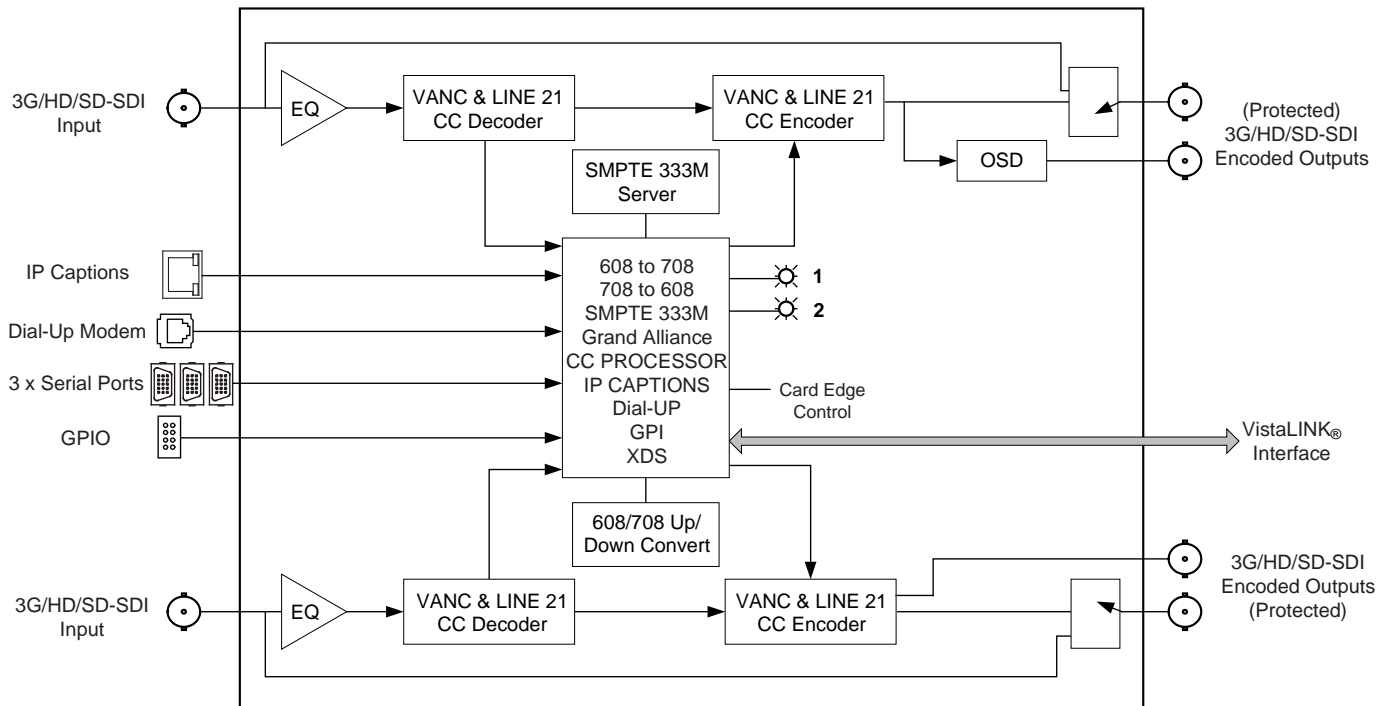 3G/HD/SD-SDI
Input
EQ
VANC & LINE 21
CC Decoder
VANC & LINE 21
CC Encoder
(Protected)
3G/HD/SD-SDI
Encoded Outputs
OSD
SMPTE 333M
Server
IP Captions
Dial-Up Modem
3 x Serial Ports
GPIO
608 to 708
708 to 608
SMPTE 333M
Grand Alliance
CC PROCESSOR
IP CAPTIONS
Dial-UP
GPI
XDS
1
2
Card Edge
Control
VistaLINK®
Interface
608/708 Up/
Down Convert
3G/HD/SD-SDI
Input
EQ
VANC & LINE 21
CC Decoder
VANC & LINE 21
CC Encoder
3G/HD/SD-SDI
Encoded Outputs
(Protected)